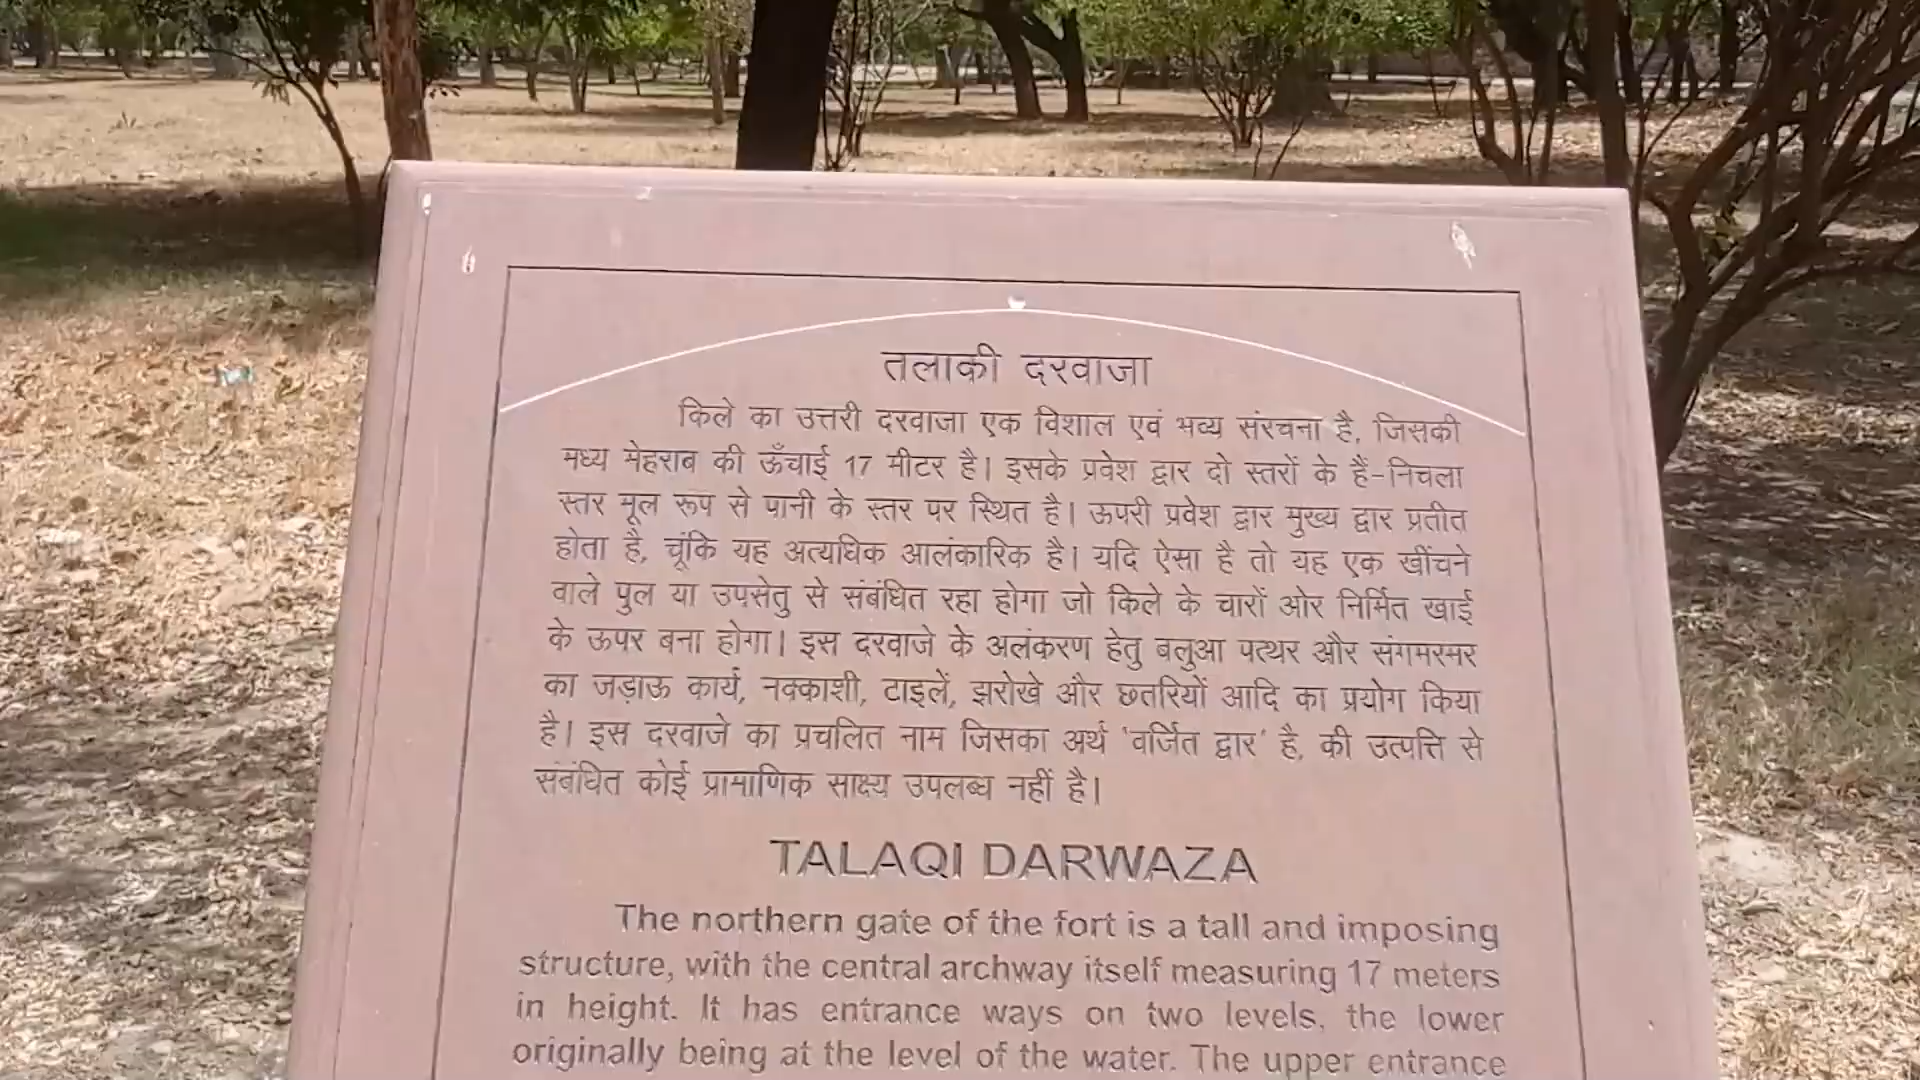 तलाकी दरवाजा
किले का उत्तरी दरवाजा एक विशाल एवं भव्य संरचना है, जिसकी
मध्य मेहराब की ऊँचाई 17 मीटर है। इसके प्रवेश द्वार दो स्तरों के हैं-निचला
स्तर मूल रूप से पानी के स्तर पर स्थित है। ऊपरी प्रवेश द्वार मुख्य द्वार प्रतीत
होता है, चूंकि यह अत्यधिक आलंकारिक है। यदि ऐसा है तो यह एक खींचने
वाले पुल या उपसेतु से संबंधित रहा होगा जो किले के चारों ओर निर्मित खाई
के ऊपर बना होगा। इस दरवाजे के अलंकरण हेतु बलुआ पत्थर और संगमरमर
का जड़ाऊ कार्य, नक्काशी, टाइलें, झरोखे और छतरियों आदि का प्रयोग किया
है। इस दरवाजे का प्रचलित नाम जिसका अर्थ 'वर्जित द्वार' है, की उत्पत्ति से
संबंधित कोई प्रामाणिक साक्ष्य उपलब्ध नहीं है।
TALAQI DARWAZA
The northern gate of the fort is a tall and imposing
structure, with the central archway itself measuring 17 meters
in height. It has entrance ways on two levels, the lower
originally being at the level of the water. The upper entrance